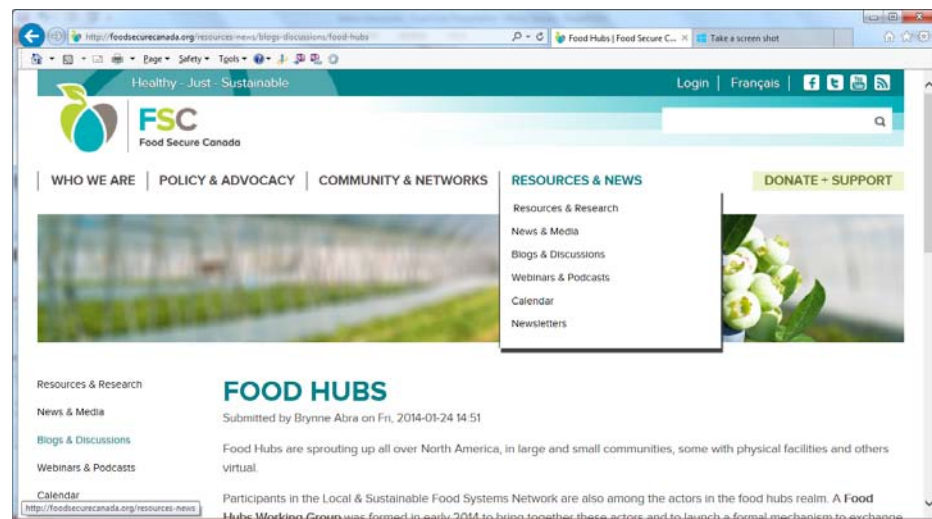 http://foodsecurecanada.org/resources-news/blogs-discussions/food-hubs
Food Hubs | Food Secure C...
Take a screen shot
Page
Safety
Tools
Healthy - Just - Sustainable
Login | Français |
FSC
Food Secure Canada
WHO WE ARE
POLICY & ADVOCACY
COMMUNITY & NETWORKS
RESOURCES & NEWS
DONATE + SUPPORT
Resources & Research
News & Media
Blogs & Discussions
Webinars & Podcasts
Calendar
Newsletters
Resources & Research
News & Media
Blogs & Discussions
Webinars & Podcasts
Calendar
http://foodsecurecanada.org/resources-news
FOOD HUBS
Submitted by Brynne Abra on Fri, 2014-01-24 14:51
Food Hubs are sprouting up all over North America, in large and small communities, some with physical facilities and others
virtual.
Participants in the Local & Sustainable Food Systems Network are also among the actors in the food hubs realm. A Food
Hubs Working Group was formed in early 2014 to bring together these actors and to launch a formal mechanism to exchange